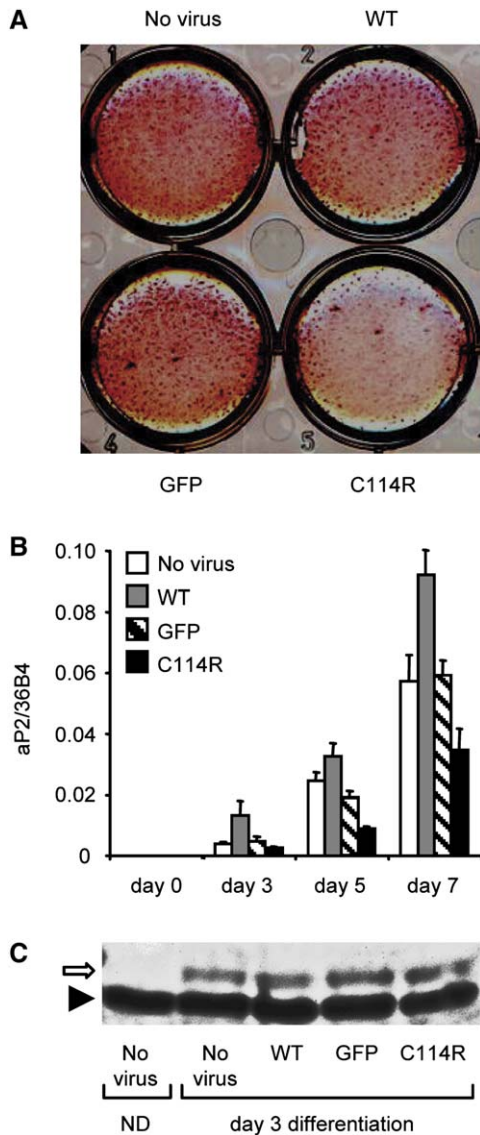 A
No virus WT
1 2
4 5
GFP C114R
B
0.10
0.08
0.06
0.04
0.02
0
aP2/36B4
No virus
WT
GFP
C114R
day 0 day 3 day 5 day 7
C
No virus No virus WT GFP C114R
ND day 3 differentiation